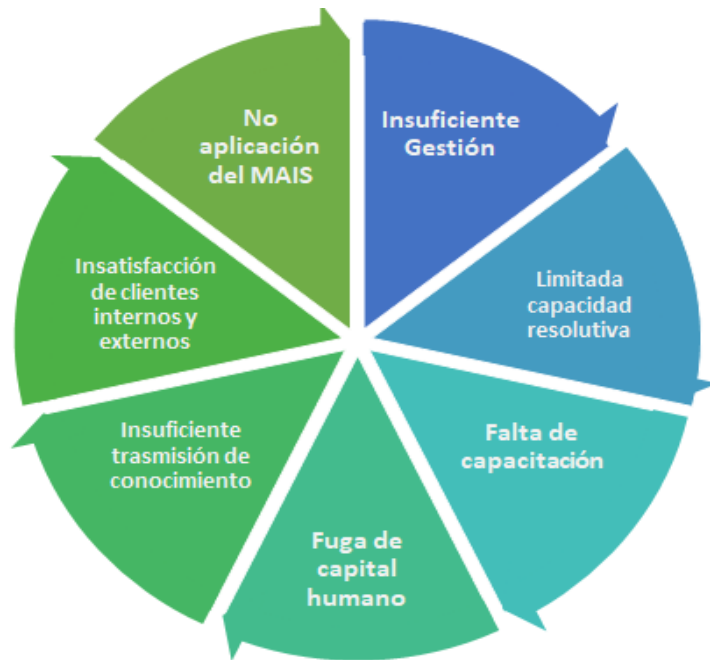 Insuficiente
Gestión
Limitada
capacidad
resolutiva
Falta de
capacitación
Fuga de
capital
humano
Insuficiente
trasmisión de
conocimiento
Insatisfacción
de clientes
internos y
externos
No
aplicación
del MAIS